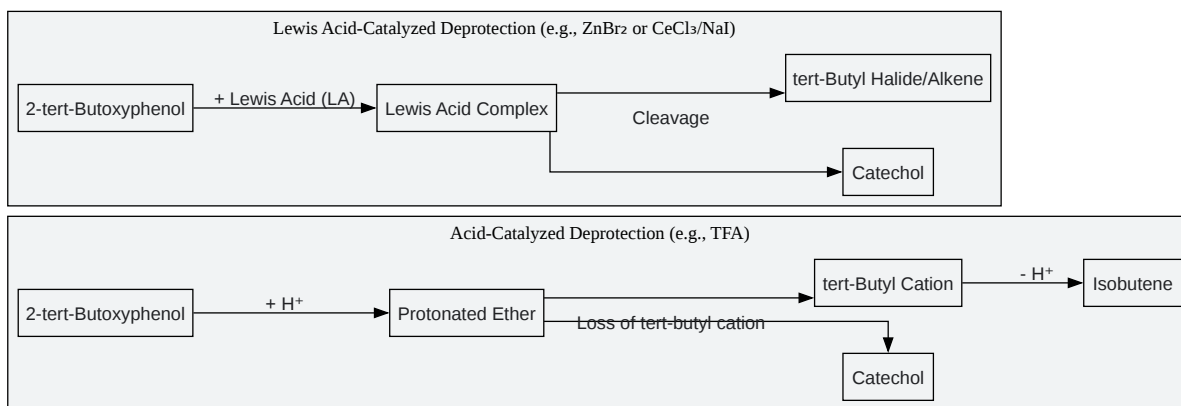 Lewis Acid-Catalyzed Deprotection (e.g., ZnBr₂ or CeCl₃/NaI)
2-tert-Butoxyphenol
+ Lewis Acid (LA)
Lewis Acid Complex
Cleavage
tert-Butyl Halide/Alkene
Catechol
Acid-Catalyzed Deprotection (e.g., TFA)
2-tert-Butoxyphenol
+ H⁺
Protonated Ether
Loss of tert-butyl cation
tert-Butyl Cation
- H⁺
Isobutene
Catechol